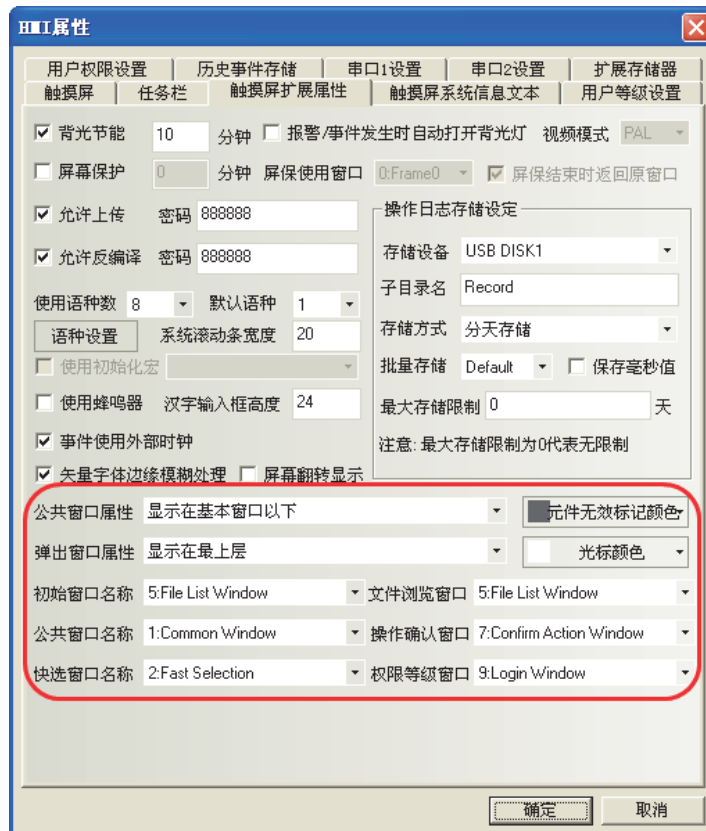 HMI属性
用户权限设置 历史事件存储 串口1设置 串口2设置 扩展存储器
触摸屏 任务栏 触摸屏扩展属性 触摸屏系统信息文本 用户等级设置
背光节能 10 分钟 报警/事件发生时自动打开背光灯 视频模式 PAL
屏幕保护 0 分钟 屏保使用窗口 0:Frame0 屏保结束时返回原窗口
允许上传 密码 888888
允许反编译 密码 888888
使用语种数 8 默认语种 1
语种设置 系统滚动条宽度 20
使用初始化宏
使用蜂鸣器 汉字输入框高度 24
事件使用外部时钟
矢量字体边缘模糊处理 屏幕翻转显示
操作日志存储设定
存储设备 USB DISK1
子目录名 Record
存储方式 分天存储
批量存储 Default 保存毫秒值
最大存储限制 0 天
注意: 最大存储限制为0代表无限制
公共窗口属性 显示在基本窗口以下 元件无效标记颜色
弹出窗口属性 显示在最上层 光标颜色
初始窗口名称 5:File List Window 文件浏览窗口 5:File List Window
公共窗口名称 1:Common Window 操作确认窗口 7:Confirm Action Window
快选窗口名称 2:Fast Selection 权限等级窗口 9:Login Window
确定 取消